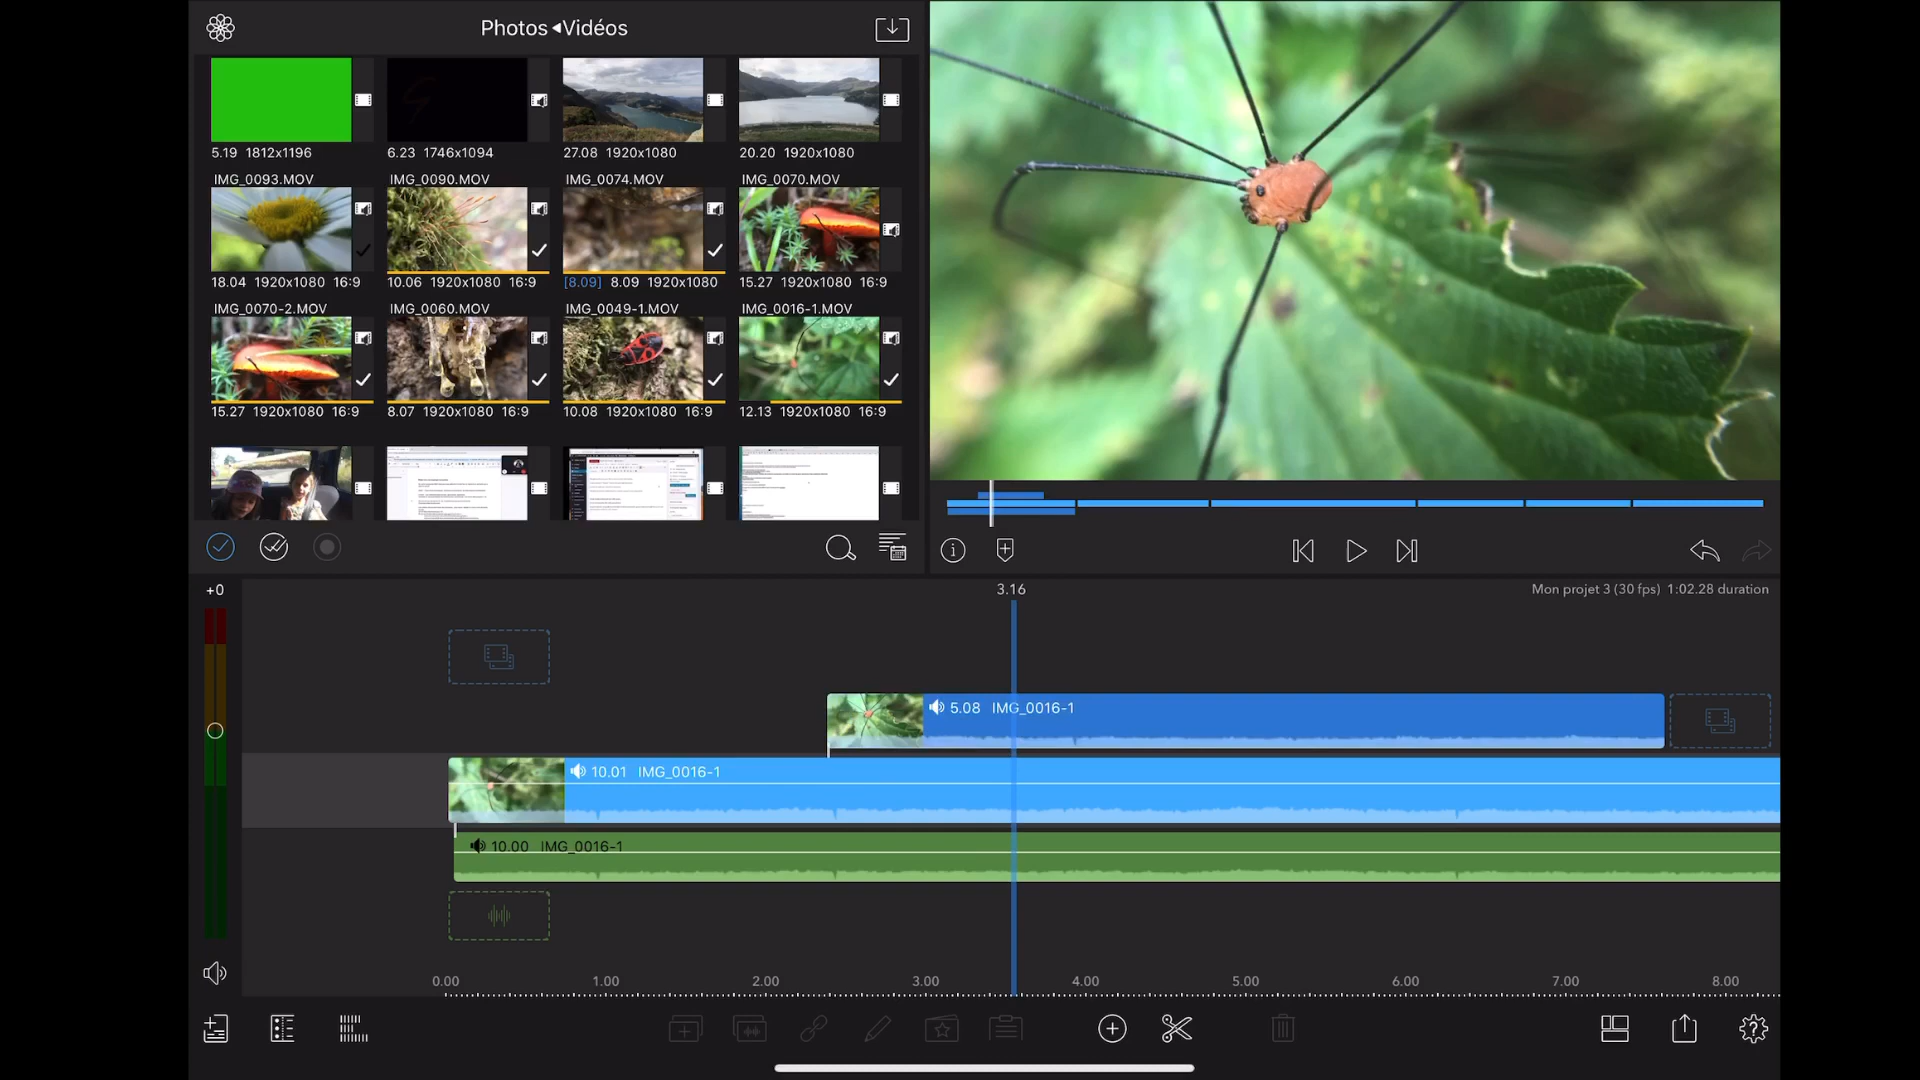 Photos ◂Vidéos
5.19 1812x1196
6.23 1746x1094
27.08 1920x1080
20.20 1920x1080
IMG_0093.MOV
IMG_0090.MOV
IMG_0074.MOV
IMG_0070.MOV
18.04 1920x1080 16:9
10.06 1920x1080 16:9
[8.09] 8.09 1920x1080
15.27 1920x1080 16:9
IMG_0070-2.MOV
IMG_0060.MOV
IMG_0049-1.MOV
IMG_0016-1.MOV
15.27 1920x1080 16:9
8.07 1920x1080 16:9
10.08 1920x1080 16:9
12.13 1920x1080 16:9
+0
3.16
Mon projet 3 (30 fps) 1:02.28 duration
5.08 IMG_0016-1
10.01 IMG_0016-1
10.00 IMG_0016-1
0.00 1.00 2.00 3.00 4.00 5.00 6.00 7.00 8.00